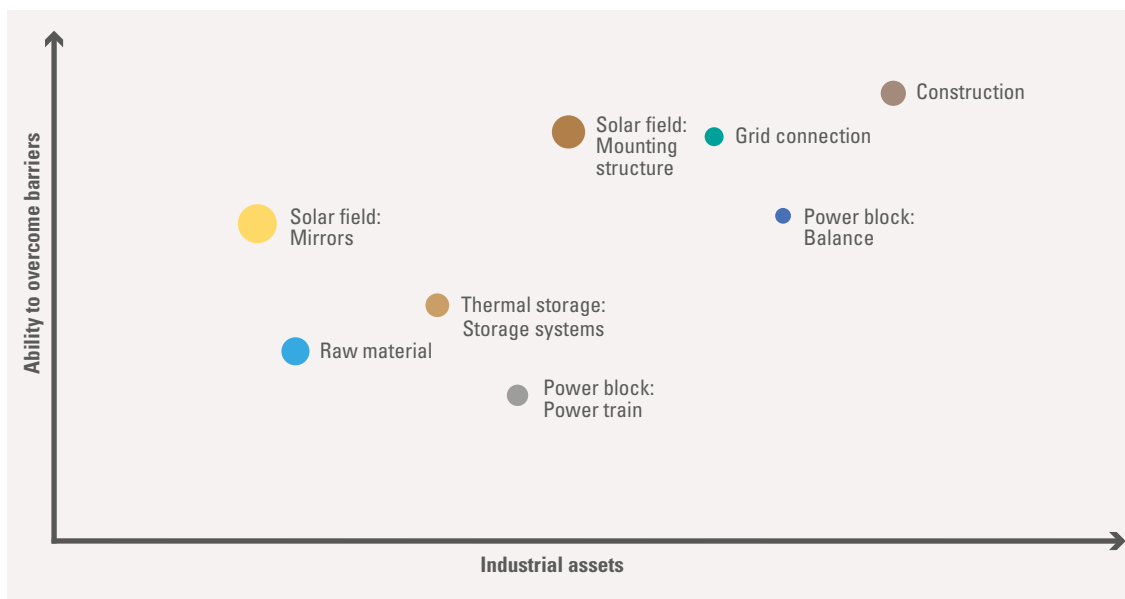 Ability to overcome barriers
Construction
Solar field:
Mounting
structure
Grid connection
Solar field:
Mirrors
Power block:
Balance
Thermal storage:
Storage systems
Raw material
Power block:
Power train
Industrial assets